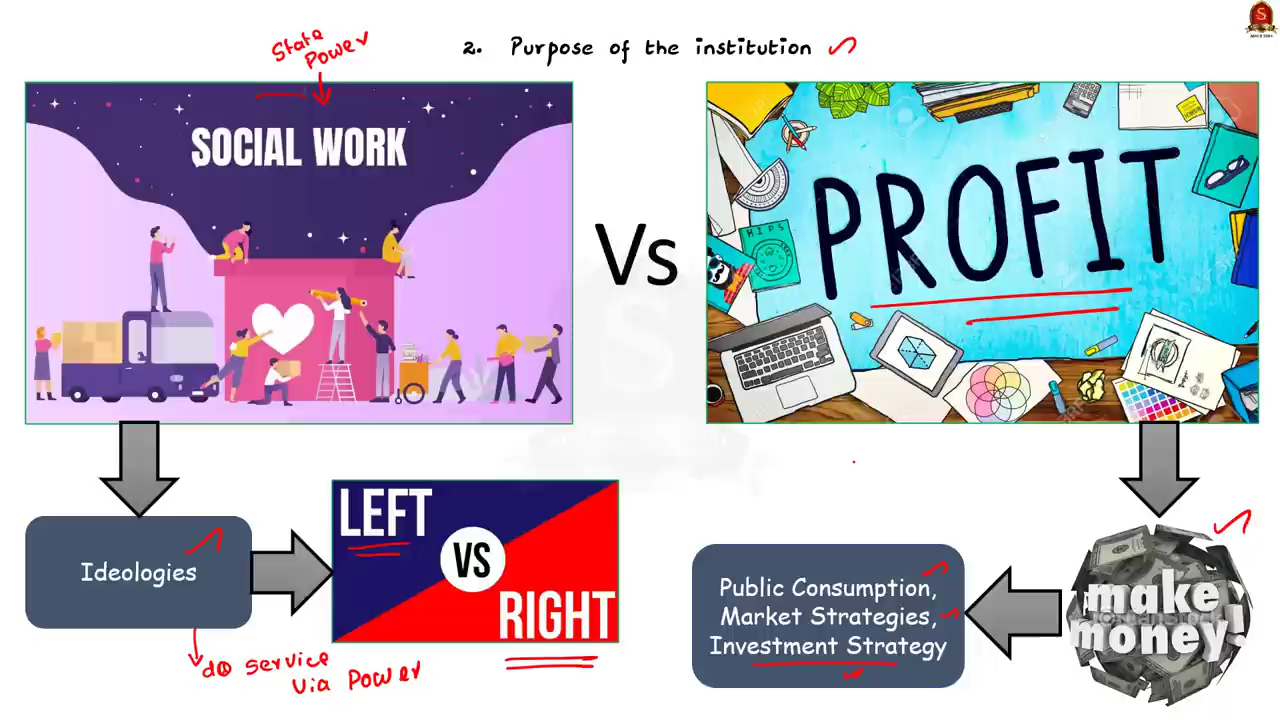 State
Power
2. Purpose of the institution
S
SOCIAL WORK
Vs
HIPS
PROFIT
LEFT
VS
RIGHT
Ideologies
do service
via Power
Public Consumption,
Market Strategies,
Investment Strategy
make
money!